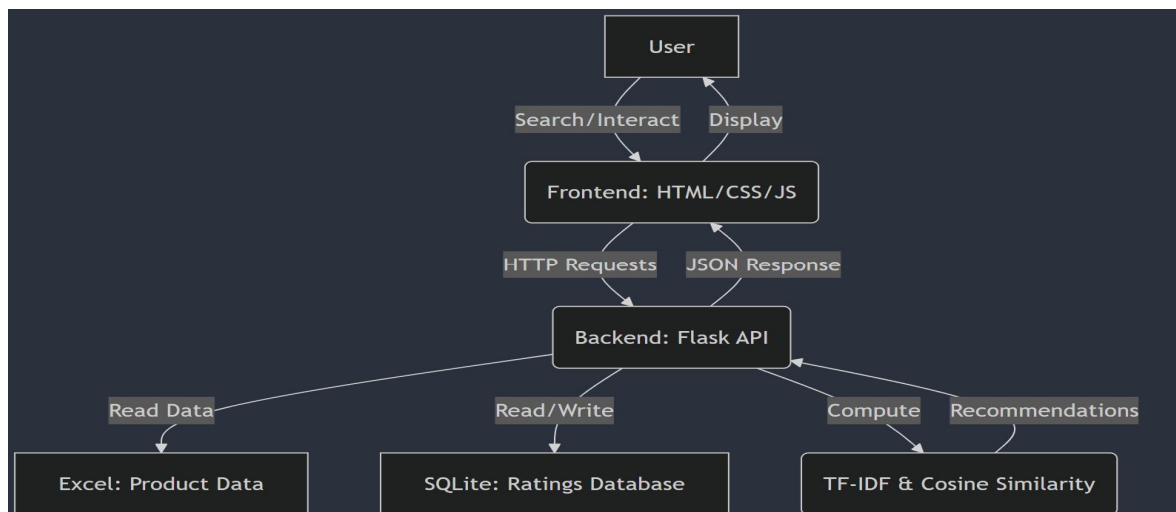 User
Search/Interact
Display
Frontend: HTML/CSS/JS
HTTP Requests
JSON Response
Backend: Flask API
Read Data
Read/Write
Compute
Recommendations
Excel: Product Data
SQLite: Ratings Database
TF-IDF & Cosine Similarity